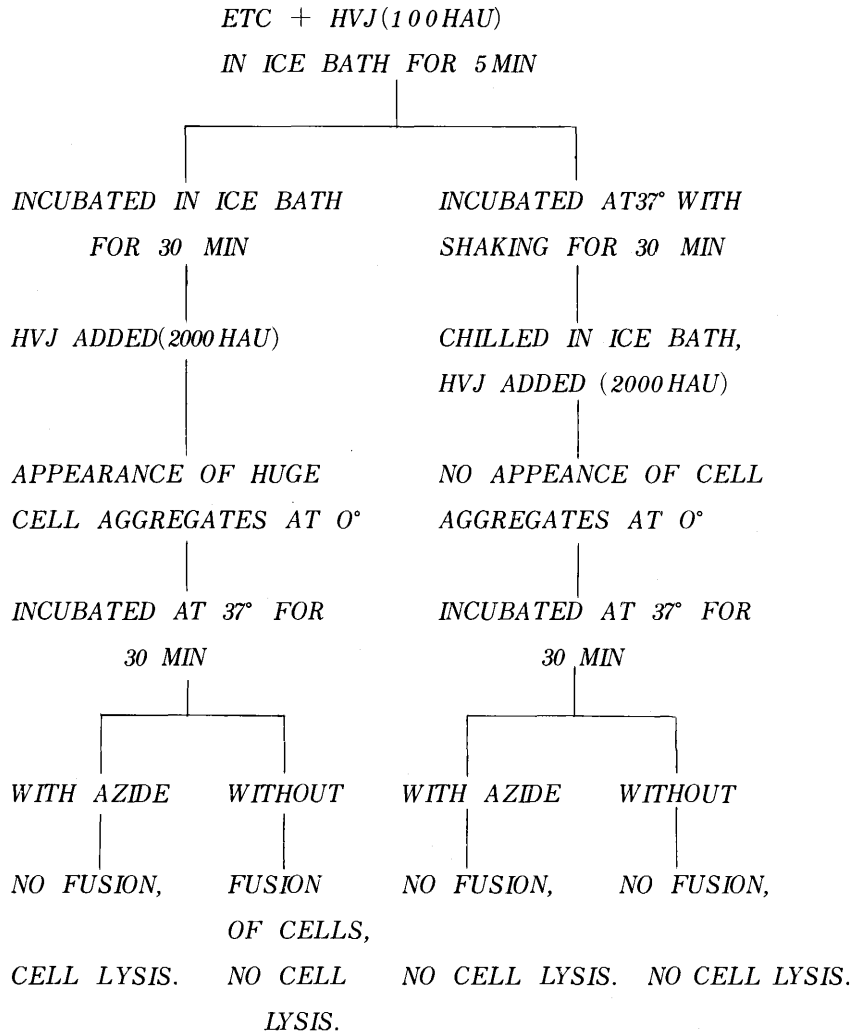 ETC + HVJ(100HAU)
IN ICE BATH FOR 5MIN
INCUBATED IN ICE BATH
FOR 30 MIN
INCUBATED AT37° WITH
SHAKING FOR 30 MIN
HVJ ADDED(2000HAU)
CHILLED IN ICE BATH,
HVJ ADDED (2000HAU)
APPEARANCE OF HUGE
CELL AGGREGATES AT 0°
NO APPEANCE OF CELL
AGGREGATES AT 0°
INCUBATED AT 37° FOR
30 MIN
INCUBATED AT 37° FOR
30 MIN
WITH AZIDE
WITHOUT
WITH AZIDE
WITHOUT
NO FUSION,
CELL LYSIS.
FUSION
OF CELLS,
NO CELL
LYSIS.
NO FUSION,
NO CELL LYSIS.
NO FUSION,
NO CELL LYSIS.